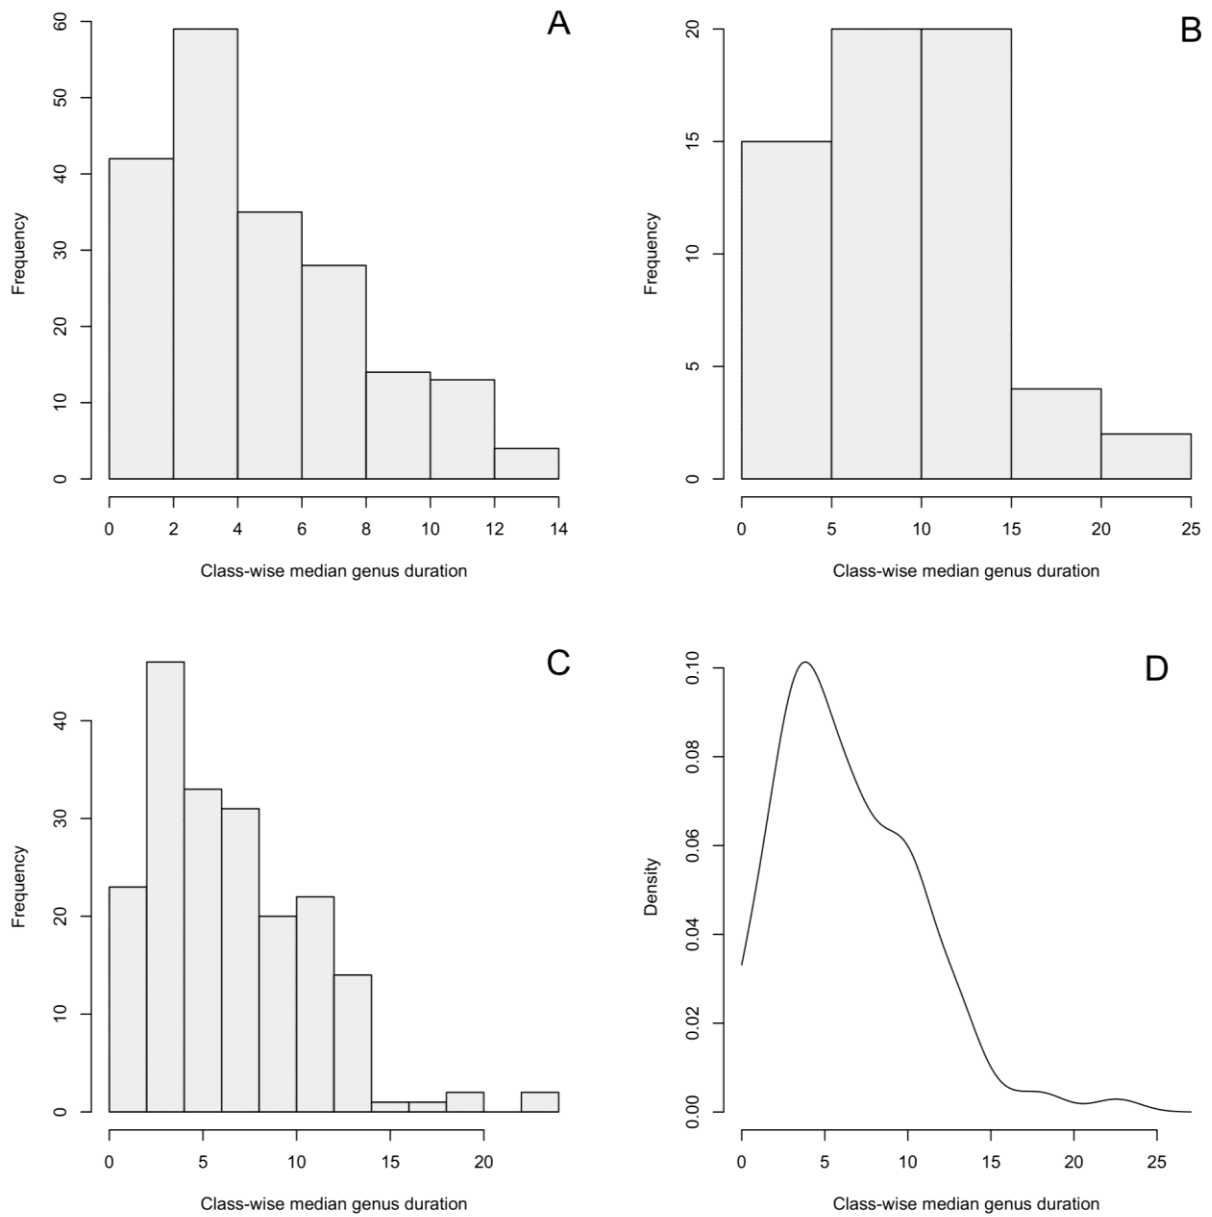 A
Frequency
0 10 20 30 40 50 60
0 2 4 6 8 10 12 14
Class-wise median genus duration
B
Frequency
0 5 10 15 20
0 5 10 15 20 25
Class-wise median genus duration
C
Frequency
0 10 20 30 40
0 5 10 15 20
Class-wise median genus duration
D
Density
0.00 0.02 0.04 0.06 0.08 0.10
0 5 10 15 20 25
Class-wise median genus duration